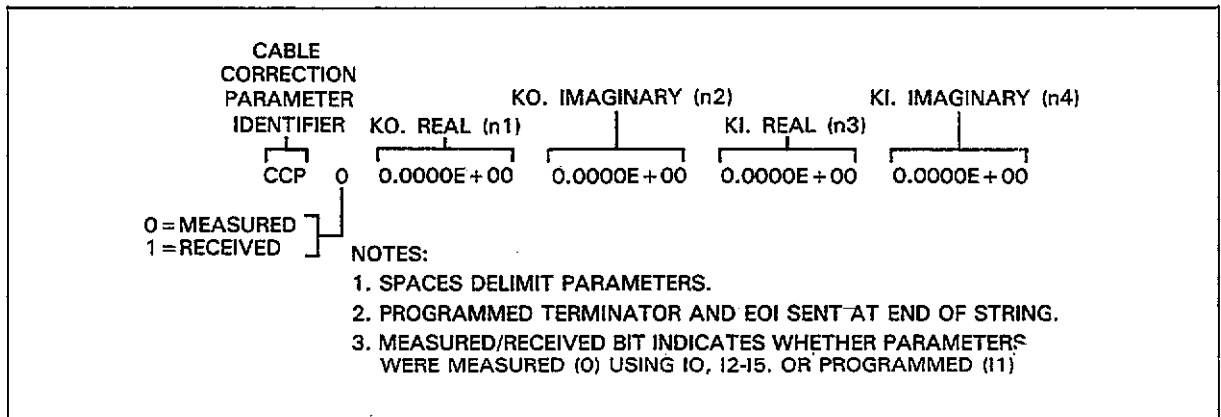 CABLE
CORRECTION
PARAMETER
IDENTIFIER
KO. REAL (n1)
KO. IMAGINARY (n2)
KI. REAL (n3)
KI. IMAGINARY (n4)
CCP 0 0.0000E+00 0.0000E+00 0.0000E+00 0.0000E+00
0=MEASURED
1=RECEIVED
NOTES:
1. SPACES DELIMIT PARAMETERS.
2. PROGRAMMED TERMINATOR AND EOI SENT AT END OF STRING.
3. MEASURED/RECEIVED BIT INDICATES WHETHER PARAMETERS
WERE MEASURED (0) USING IO, I2-I5. OR PROGRAMMED (I1)